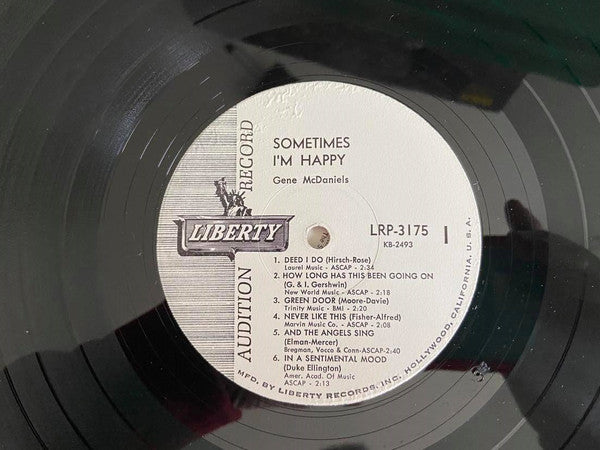 SOMETIMES
I'M HAPPY
Gene McDaniels
AUDITION RECORD
LIBERTY
LRP-3175
KB-2493
1
1. DEED I DO (Hirsch-Rose)
Laurel Music - ASCAP - 2:34
2. HOW LONG HAS THIS BEEN GOING ON
(G. & I. Gershwin)
New World Music - ASCAP - 2:18
3. GREEN DOOR (Moore-Davie)
Trinity Music - BMI - 2:20
4. NEVER LIKE THIS (Fisher-Alfred)
Marvin Music Co. - ASCAP - 2:08
5. AND THE ANGELS SING
(Elman-Mercer)
Bregman, Vocco & Conn-ASCAP-2:40
6. IN A SENTIMENTAL MOOD
(Duke Ellington)
Amer. Acad. Of Music
ASCAP - 2:13
MFD. BY LIBERTY RECORDS, INC. HOLLYWOOD, CALIFORNIA, U. S. A.